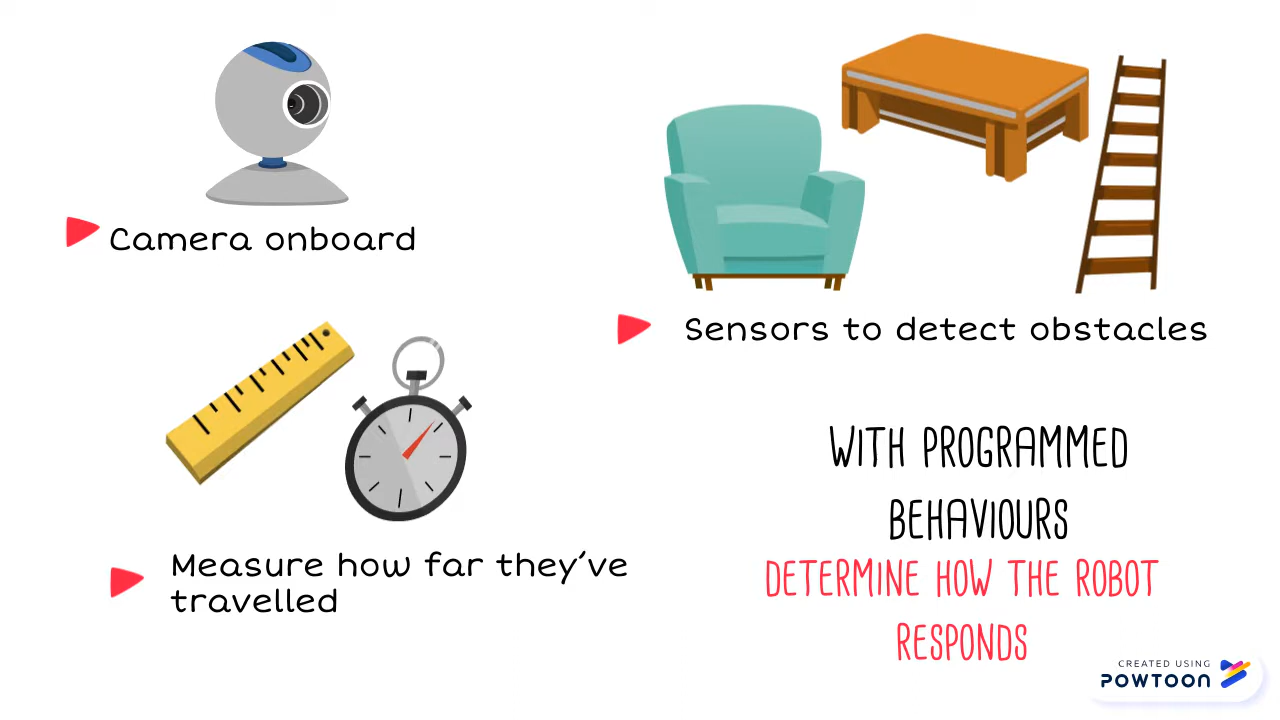 Camera onboard
Sensors to detect obstacles
Measure how far they've
travelled
WITH PROGRAMMED
BEHAVIOURS
DETERMINE HOW THE ROBOT
RESPONDS
CREATED USING
POWTOON